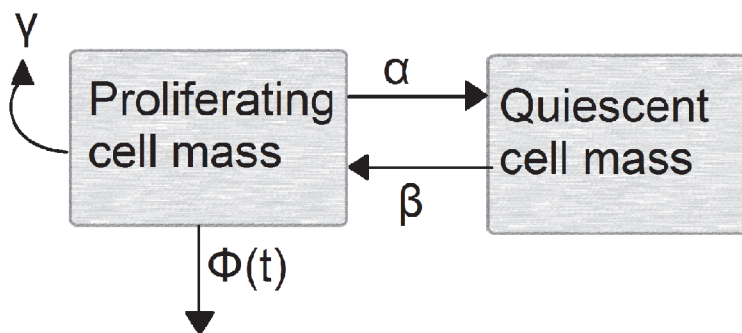 γ
Proliferating
cell mass
α
β
Quiescent
cell mass
Φ(t)